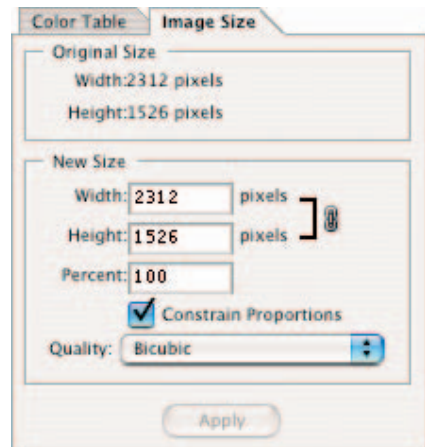 Color Table Image Size
Original Size
Width:2312 pixels
Height:1526 pixels
New Size
Width: 2312 pixels
Height: 1526 pixels
Percent: 100
Constrain Proportions
Quality: Bicubic
Apply